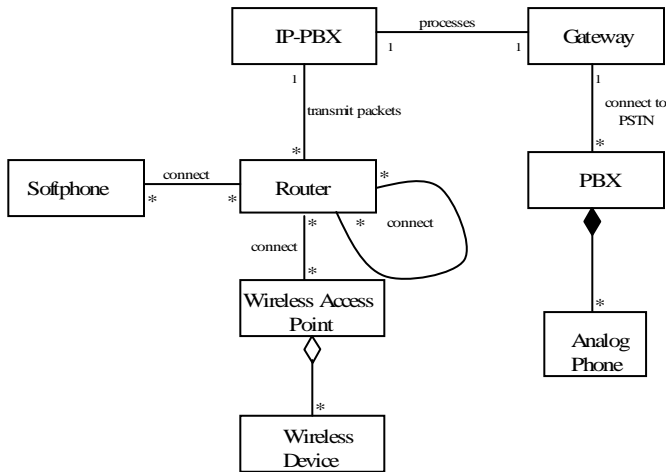 processes
IP-PBX
Gateway
1
1
1
1
transmit packets
connect to
PSTN
*
*
Softphone
connect
Router
*
PBX
*
*
*
*
connect
connect
*
Wireless Access
Point
*
Analog
Phone
*
Wireless
Device